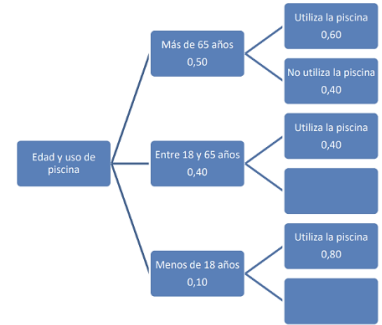 Edad y uso de
piscina
Más de 65 años
0,50
Utiliza la piscina
0,60
No utiliza la piscina
0,40
Entre 18 y 65 años
0,40
Utiliza la piscina
0,40
Menos de 18 años
0,10
Utiliza la piscina
0,80